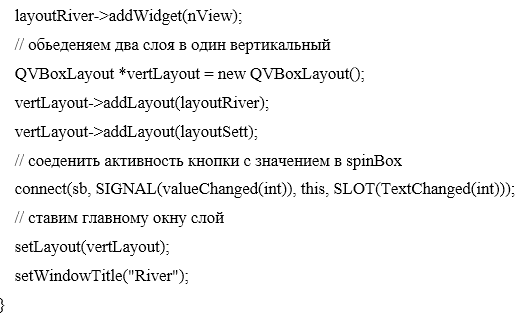 layoutRiver->addWidget(nView);
// обьеденяем два слоя в один вертикальный
QVBoxLayout *vertLayout = new QVBoxLayout();
vertLayout->addLayout(layoutRiver);
vertLayout->addLayout(layoutSett);
// соеденить активность кнопки с значением в spinBox
connect(sb, SIGNAL(valueChanged(int)), this, SLOT(TextChanged(int)));
// ставим главному окну слой
setLayout(vertLayout);
setWindowTitle("River");
}